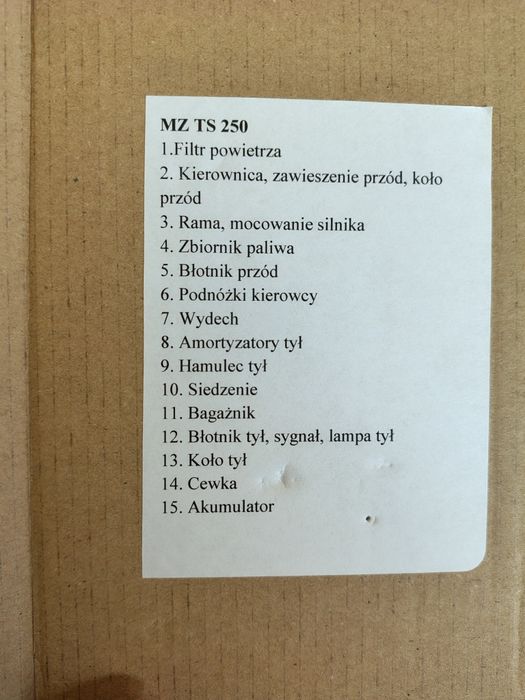 MZ TS 250
1.Filtr powietrza
2. Kierownica, zawieszenie przód, koło
przód
3. Rama, mocowanie silnika
4. Zbiornik paliwa
5. Błotnik przód
6. Podnóżki kierowcy
7. Wydech
8. Amortyzatory tył
9. Hamulec tył
10. Siedzenie
11. Bagażnik
12. Błotnik tył, sygnał, lampa tył
13. Koło tył
14. Cewka
15. Akumulator